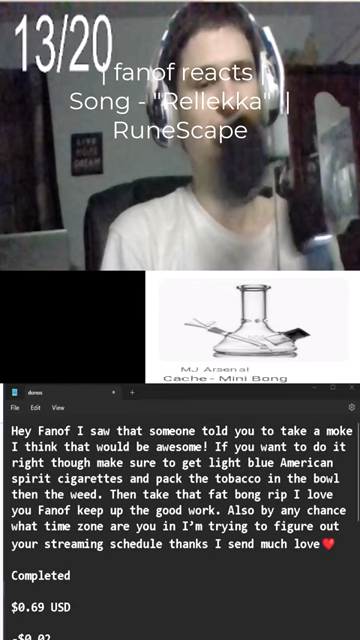 13/20
| fanof reacts |
Song - "Rellekka" ||
RuneScape
LIVE
DREAM
MJ Arsenal
Cache - Mini Bong
donos
+
File Edit View
Hey Fanof I saw that someone told you to take a moke
I think that would be awesome! If you want to do it
right though make sure to get light blue American
spirit cigarettes and pack the tobacco in the bowl
then the weed. Then take that fat bong rip I love
you Fanof keep up the good work. Also by any chance
what time zone are you in I’m trying to figure out
your streaming schedule thanks I send much love❤️
Completed
$0.69 USD
-$0.02